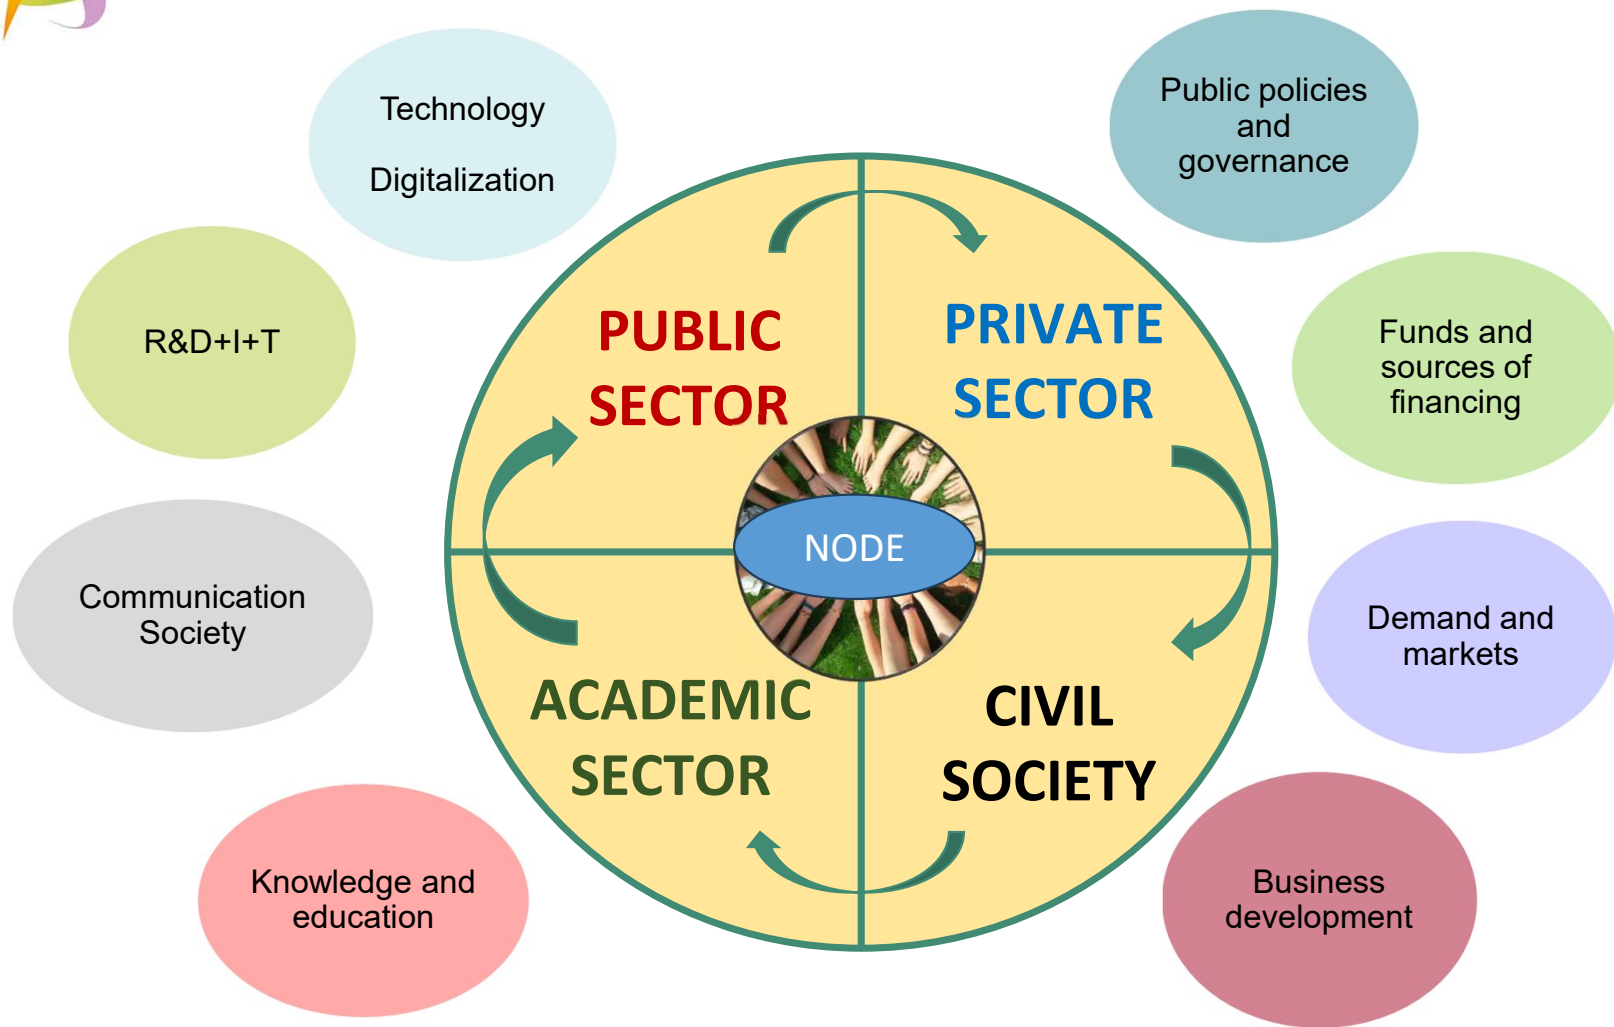 Technology
Digitalization
Public policies
and
governance
R&D+I+T
Funds and
sources of
financing
PUBLIC
SECTOR
PRIVATE
SECTOR
NODE
Communication
Society
Demand and
markets
ACADEMIC
SECTOR
CIVIL
SOCIETY
Knowledge and
education
Business
development